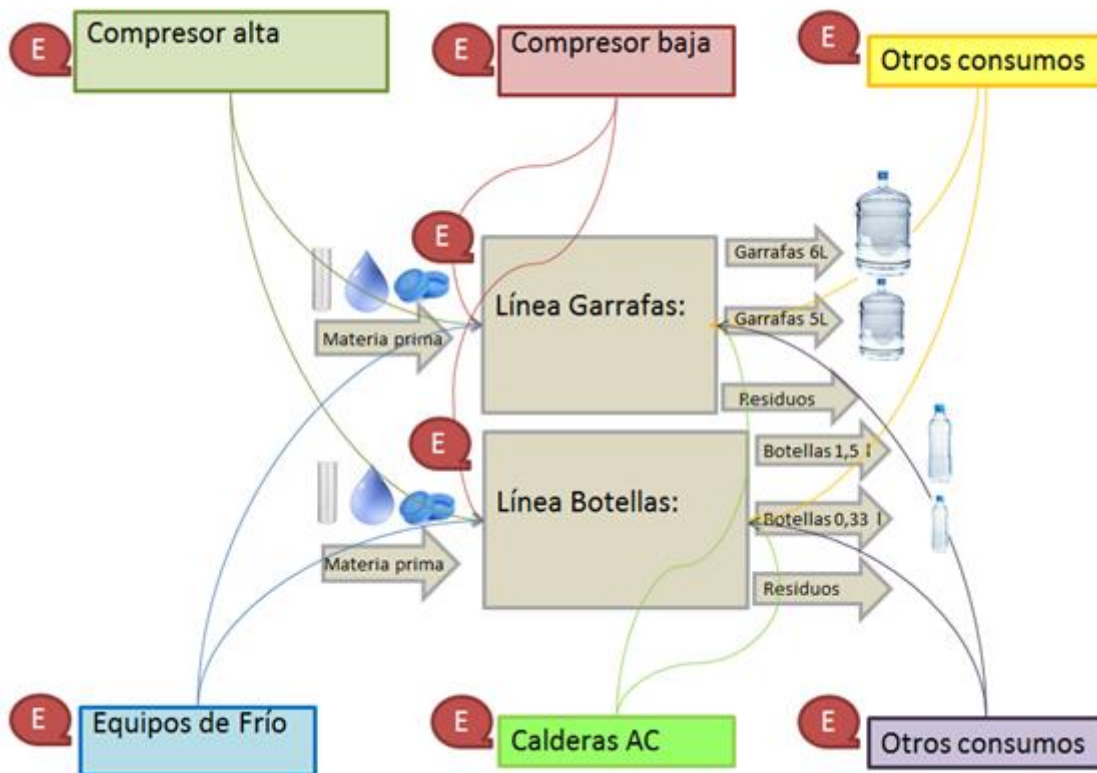 E
Compresor alta
E
Compresor baja
E
Otros consumos
E
Línea Garrafas:
Materia prima
Garrafas 6L
Garrafas 5L
Residuos
E
Línea Botellas:
Materia prima
Botellas 1,5 l
Botellas 0,33 l
Residuos
E
Equipos de Frío
E
Calderas AC
E
Otros consumos